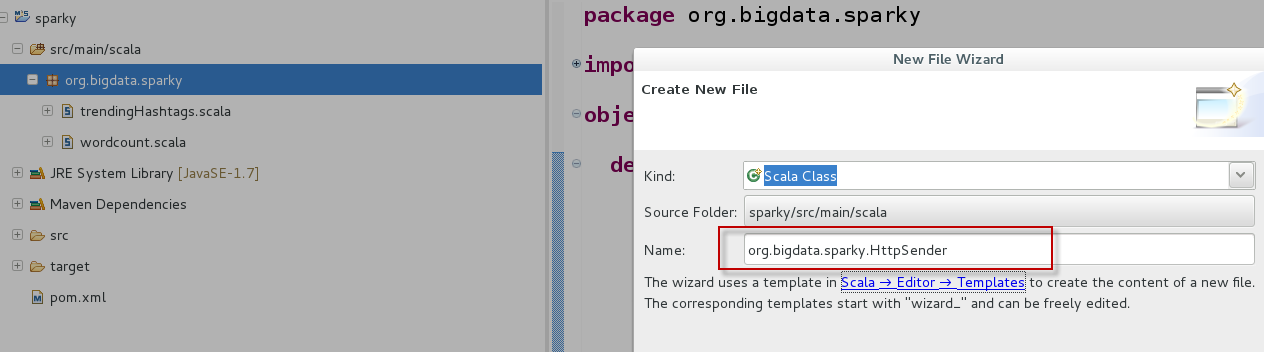 sparky
src/main/scala
org.bigdata.sparky
trendingHashtags.scala
wordcount.scala
JRE System Library [JavaSE-1.7]
Maven Dependencies
src
target
pom.xml
package org.bigdata.sparky
impo
obje
de
New File Wizard
Create New File
Kind:
Scala Class
Source Folder:
sparky/src/main/scala
Name:
org.bigdata.sparky.HttpSender
The wizard uses a template in Scala → Editor → Templates to create the content of a new file.
The corresponding templates start with "wizard_" and can be freely edited.